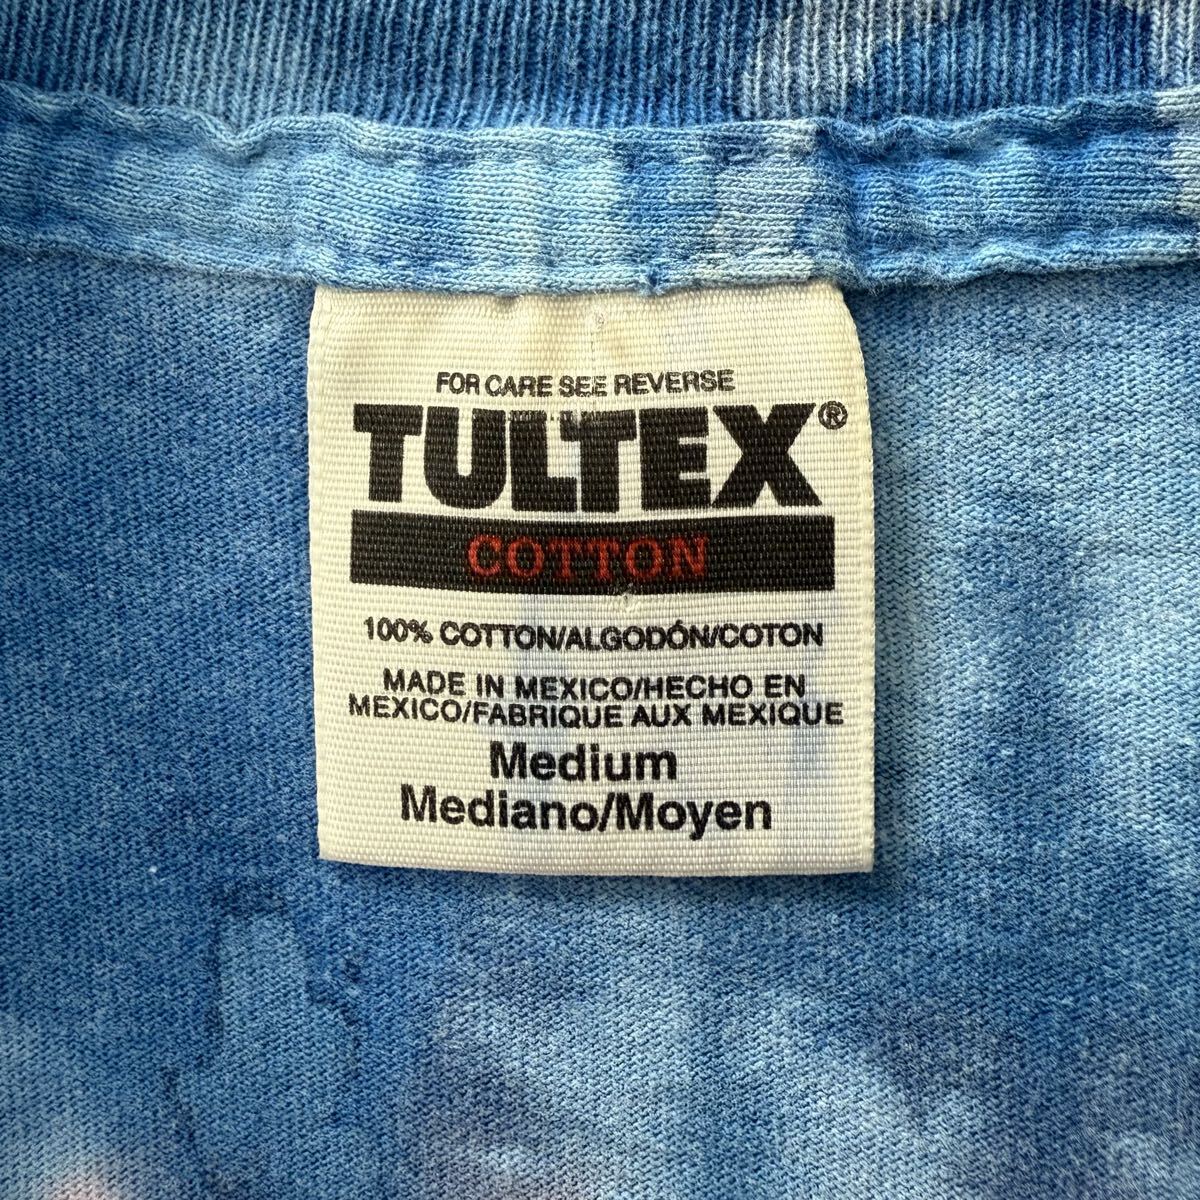 FOR CARE SEE REVERSE
TULTEX®
COTTON
100% COTTON/ALGODÓN/COTON
MADE IN MEXICO/HECHO EN
MEXICO/FABRIQUE AUX MEXIQUE
Medium
Mediano/Moyen